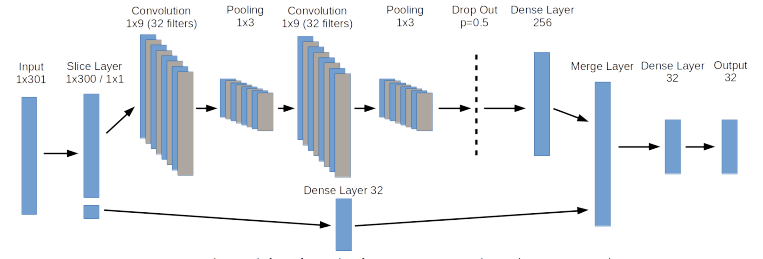 Convolution
1x9 (32 filters)
Pooling
1x3
Convolution
1x9 (32 filters)
Pooling
1x3
Drop Out
p=0.5
Dense Layer
256
Input
1x301
Slice Layer
1x300 / 1x1
Merge Layer
Dense Layer
32
Output
32
Dense Layer 32